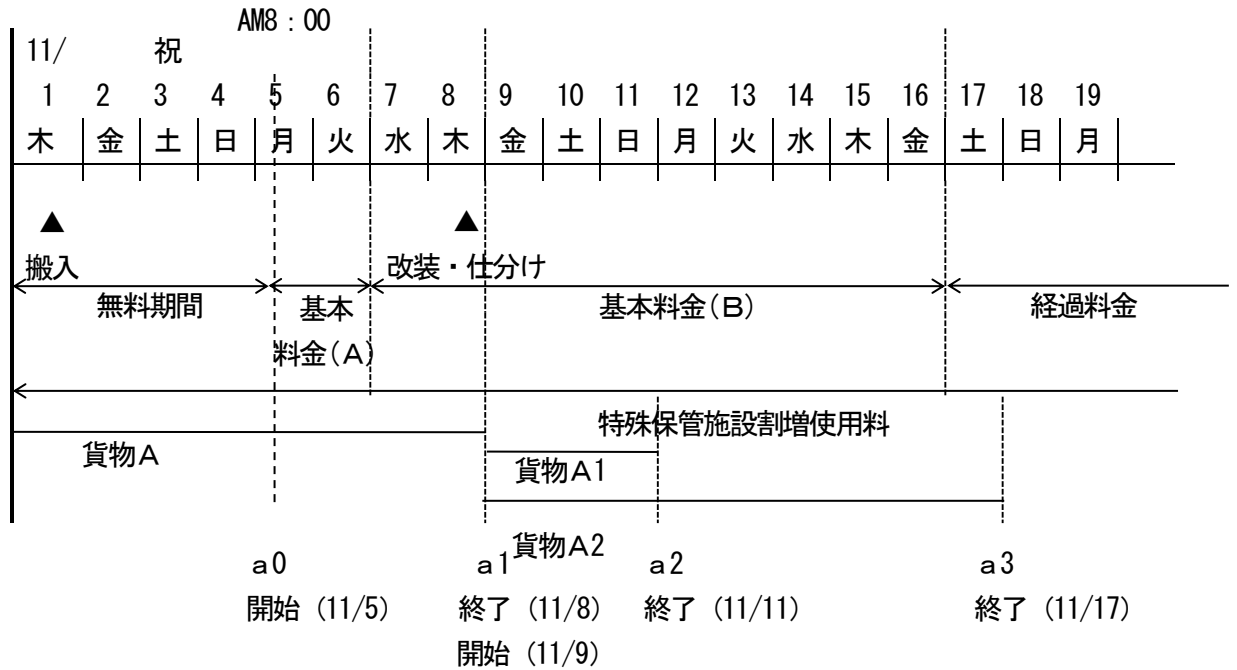 AM8：00
11/ 祝
1 2 3 4 5 6 7 8 9 10 11 12 13 14 15 16 17 18 19
木 金 土 日 月 火 水 木 金 土 日 月 火 水 木 金 土 日 月
▲ ▲
搬入 改装・仕分け
無料期間 基本 基本料金(Ｂ) 経過料金
料金(Ａ)
特殊保管施設割増使用料
貨物Ａ
貨物Ａ1
貨物Ａ2
ａ0 ａ1 ａ2 ａ3
開始 (11/5) 終了 (11/8) 終了 (11/11) 終了 (11/17)
開始 (11/9)